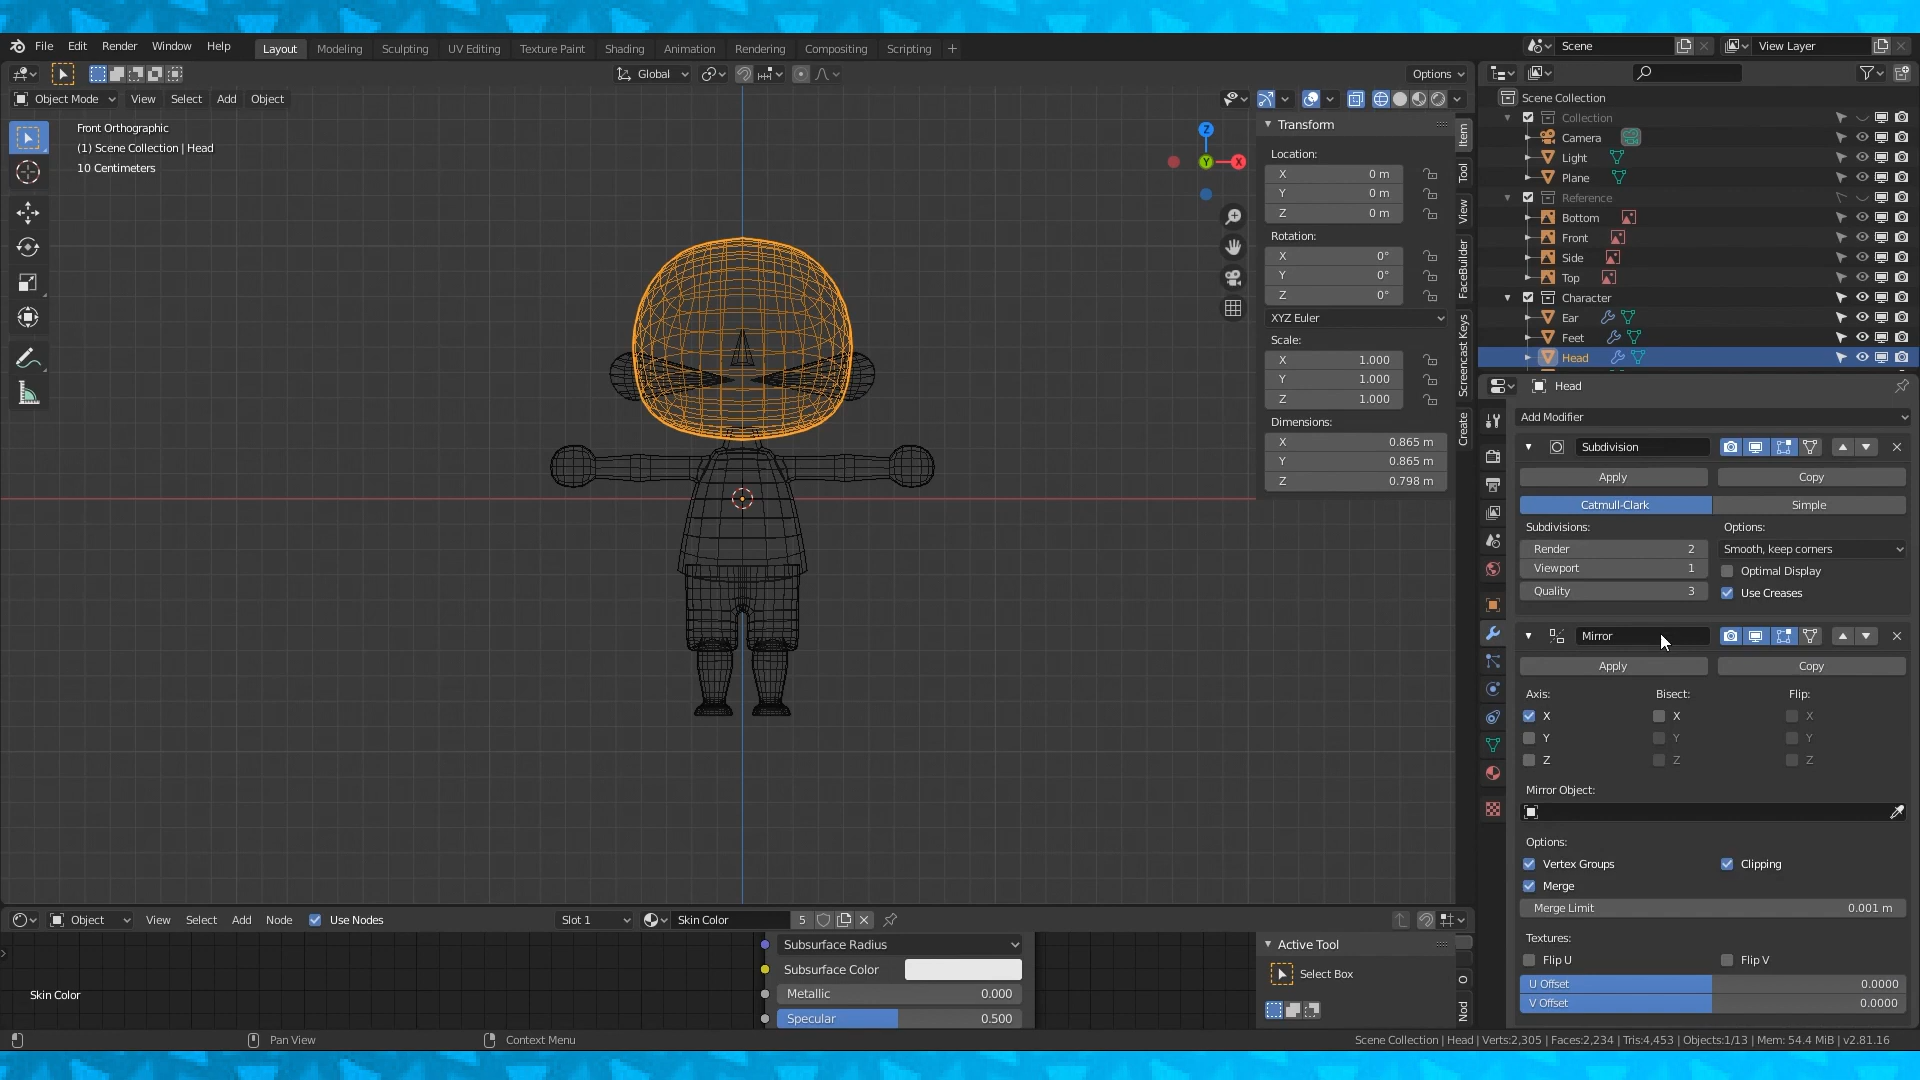 File Edit Render Window Help Layout Modeling Sculpting UV Editing Texture Paint Shading Animation Rendering Compositing Scripting + Scene View Layer
Global Options
Object Mode View Select Add Object
Front Orthographic
(1) Scene Collection | Head
10 Centimeters
Z
Y
X
Transform
Location:
X 0 m
Y 0 m
Z 0 m
Rotation:
X 0°
Y 0°
Z 0°
XYZ Euler
Scale:
X 1.000
Y 1.000
Z 1.000
Dimensions:
X 0.865 m
Y 0.865 m
Z 0.798 m
Item
Tool
View
FaceBuilder
Screencast Keys
Create
Scene Collection
Collection
Camera
Light
Plane
Reference
Bottom
Front
Side
Top
Character
Ear
Feet
Head
Head
Add Modifier
Subdivision
Apply Copy
Catmull-Clark Simple
Subdivisions: Options:
Render 2 Smooth, keep corners
Viewport 1 Optimal Display
Quality 3 Use Creases
Mirror
Apply Copy
Axis: Bisect: Flip:
X X X
Y Y Y
Z Z Z
Mirror Object:
Options:
Vertex Groups Clipping
Merge
Merge Limit 0.001 m
Textures:
Flip U Flip V
U Offset 0.0000
V Offset 0.0000
Object View Select Add Node Use Nodes Slot 1 Skin Color 5
Subsurface Radius
Subsurface Color
Metallic 0.000
Specular 0.500
Skin Color
Active Tool
Select Box
Nod
Pan View Context Menu Scene Collection | Head | Verts:2,305 | Faces:2,234 | Tris:4,453 | Objects:1/13 | Mem: 54.4 MiB | v2.81.16